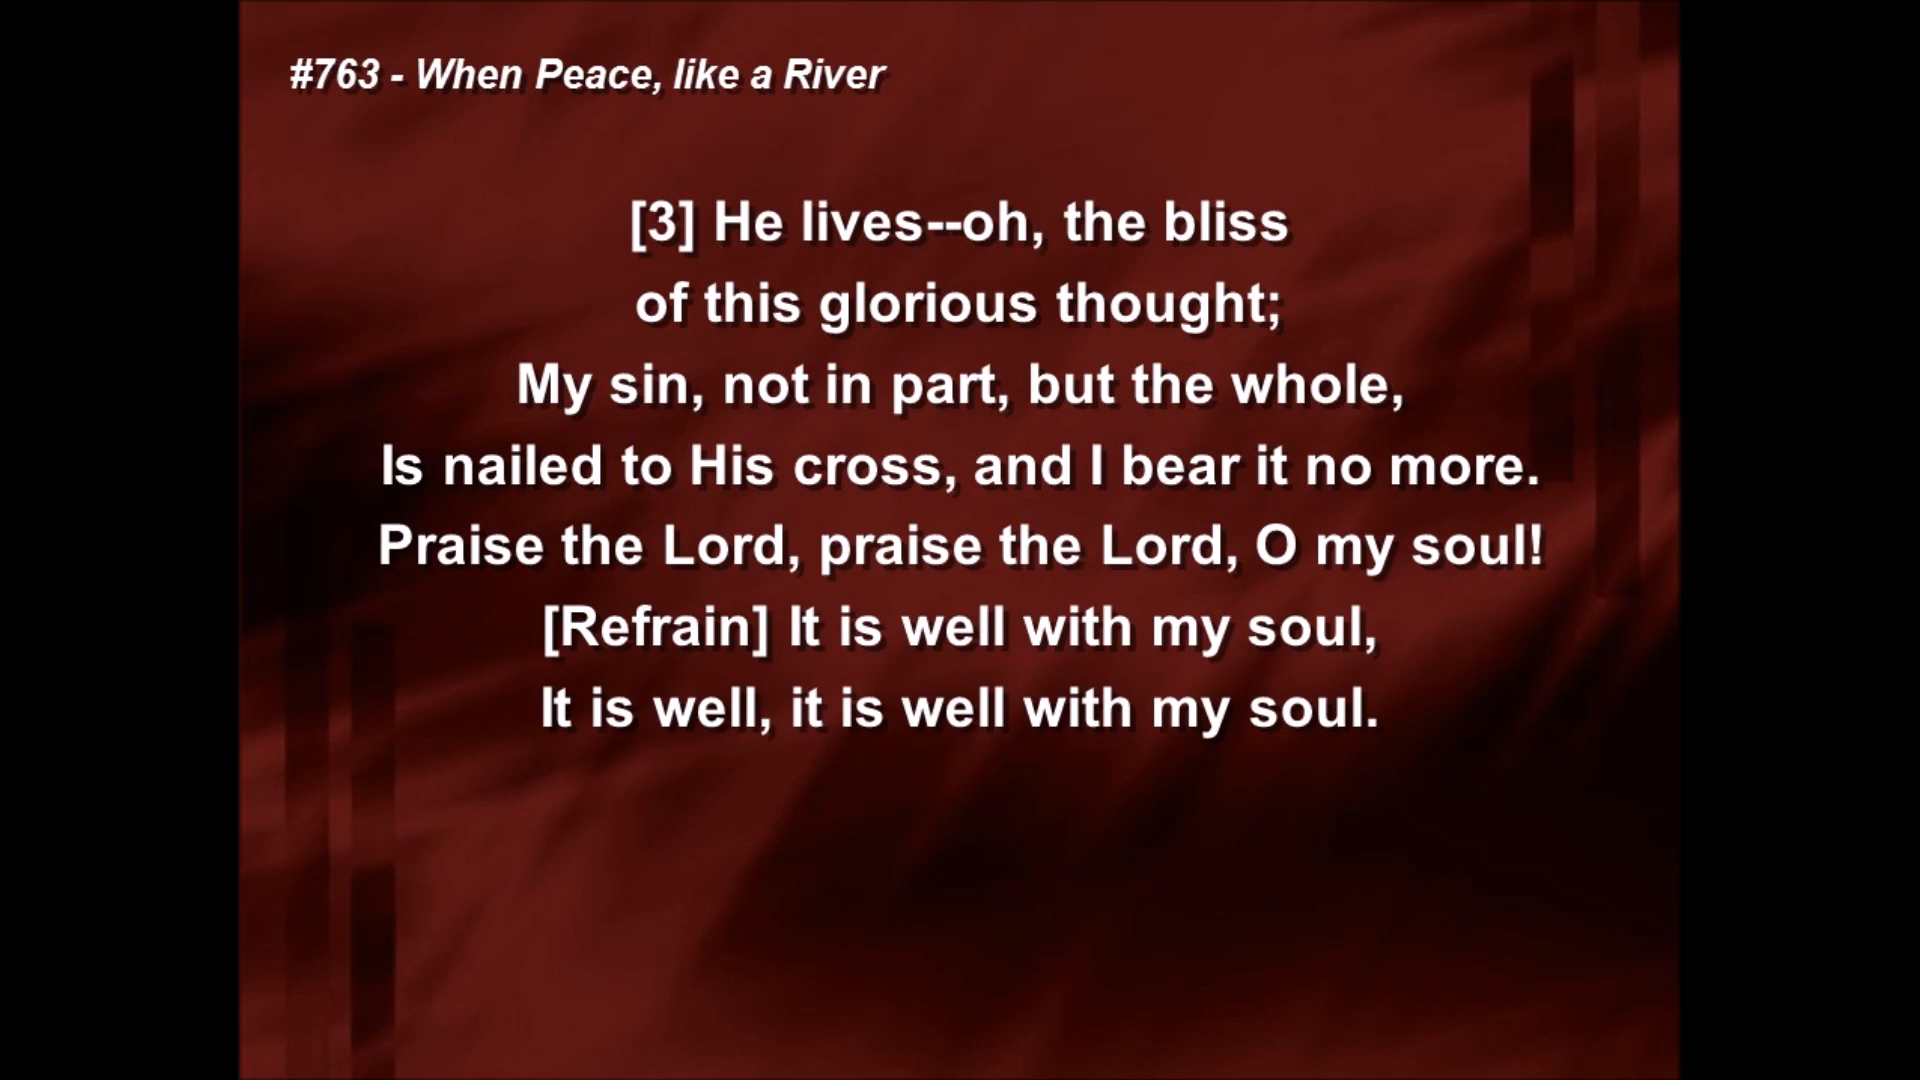 #763 - When Peace, like a River
[3] He lives--oh, the bliss
of this glorious thought;
My sin, not in part, but the whole,
Is nailed to His cross, and I bear it no more.
Praise the Lord, praise the Lord, O my soul!
[Refrain] It is well with my soul,
It is well, it is well with my soul.